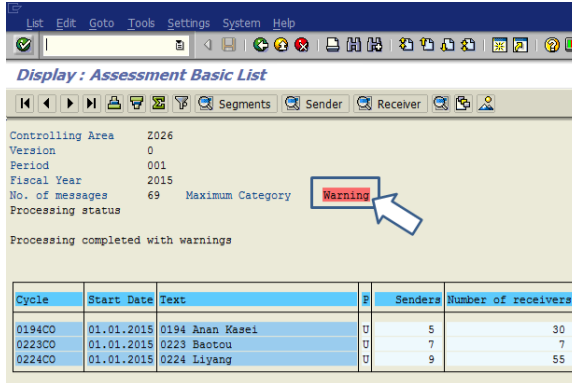 List Edit Goto Tools Settings System Help
Display : Assessment Basic List
Segments Sender Receiver
Controlling Area Z026
Version 0
Period 001
Fiscal Year 2015
No. of messages 69 Maximum Category Warning
Processing status
Processing completed with warnings
Cycle Start Date Text P Senders Number of receivers
0194CO 01.01.2015 0194 Anan Kasei U 5 30
0223CO 01.01.2015 0223 Baotou U 7 7
0224CO 01.01.2015 0224 Liyang U 9 55